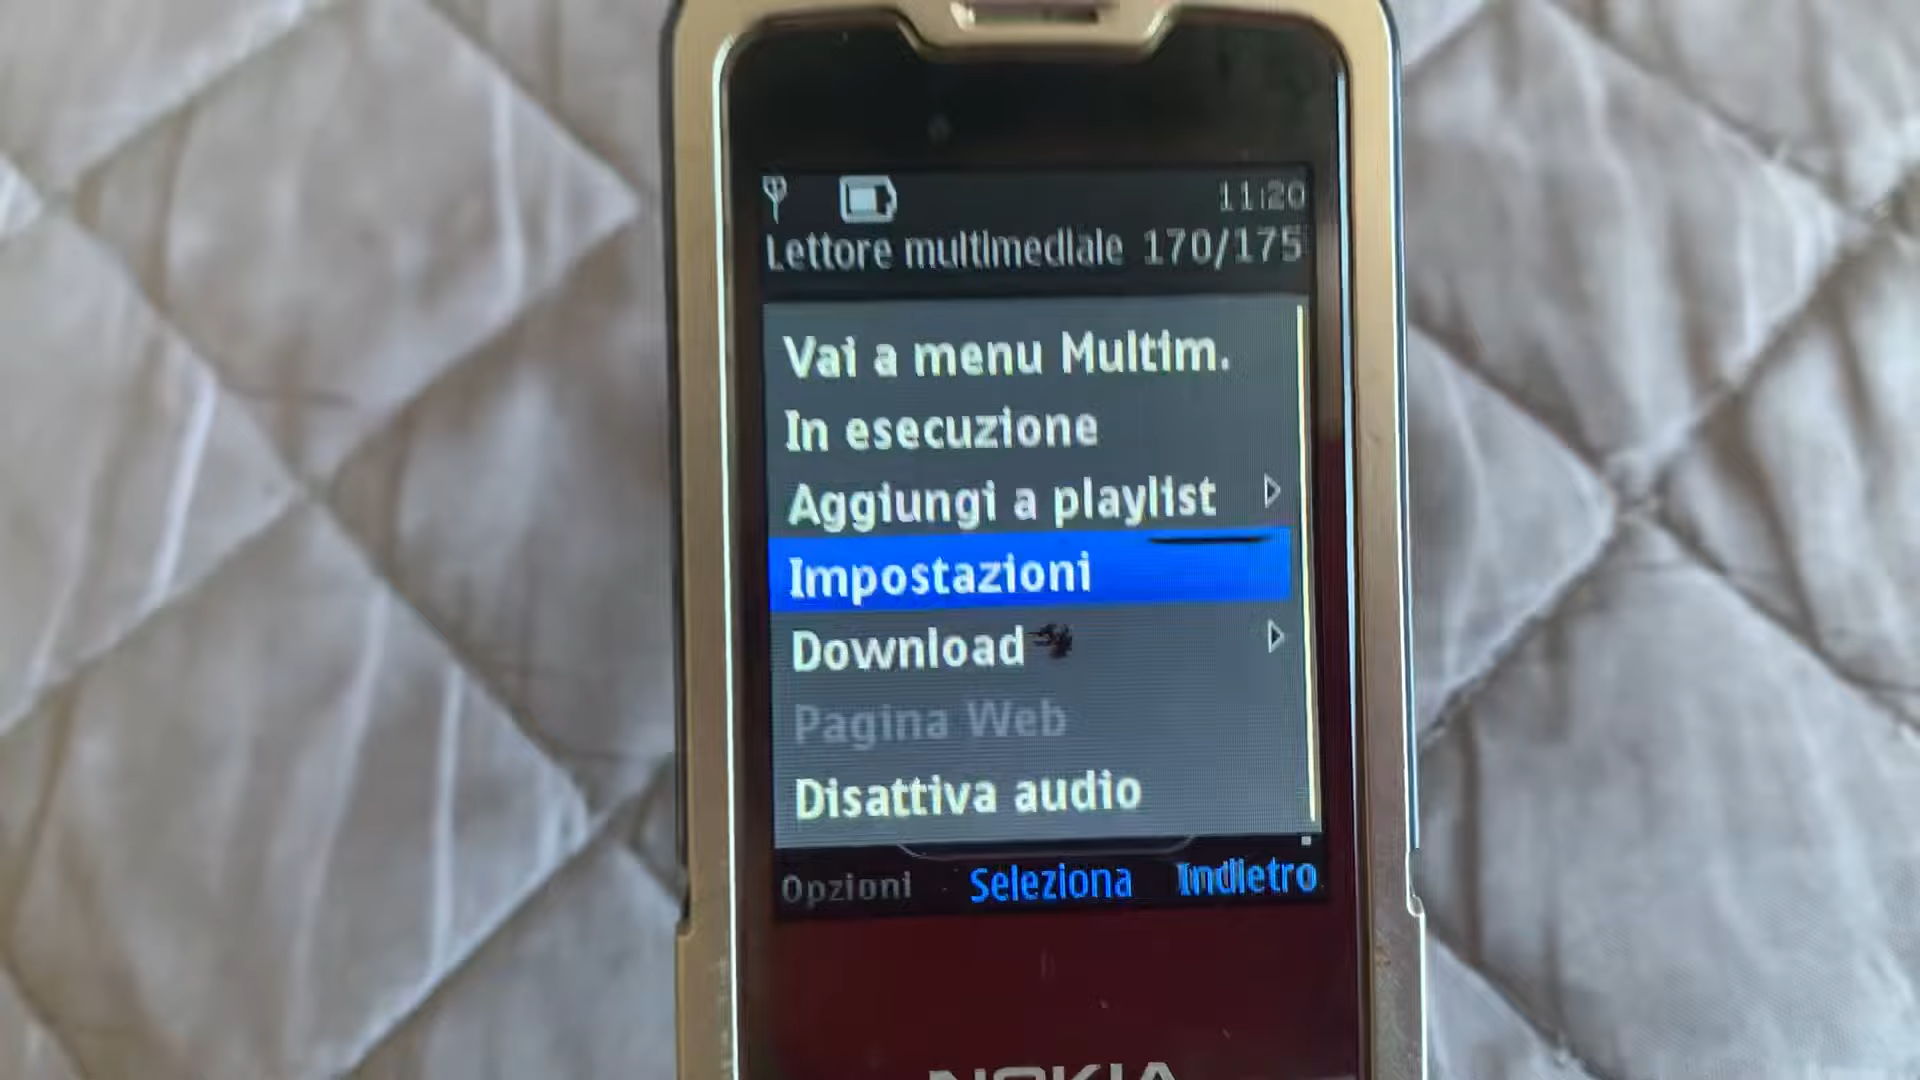 11:20
Lettore multimediale 170/175
Vai a menu Multim.
In esecuzione
Aggiungi a playlist
Impostazioni
Download
Pagina Web
Disattiva audio
Opzioni Seleziona Indietro
NOKIA